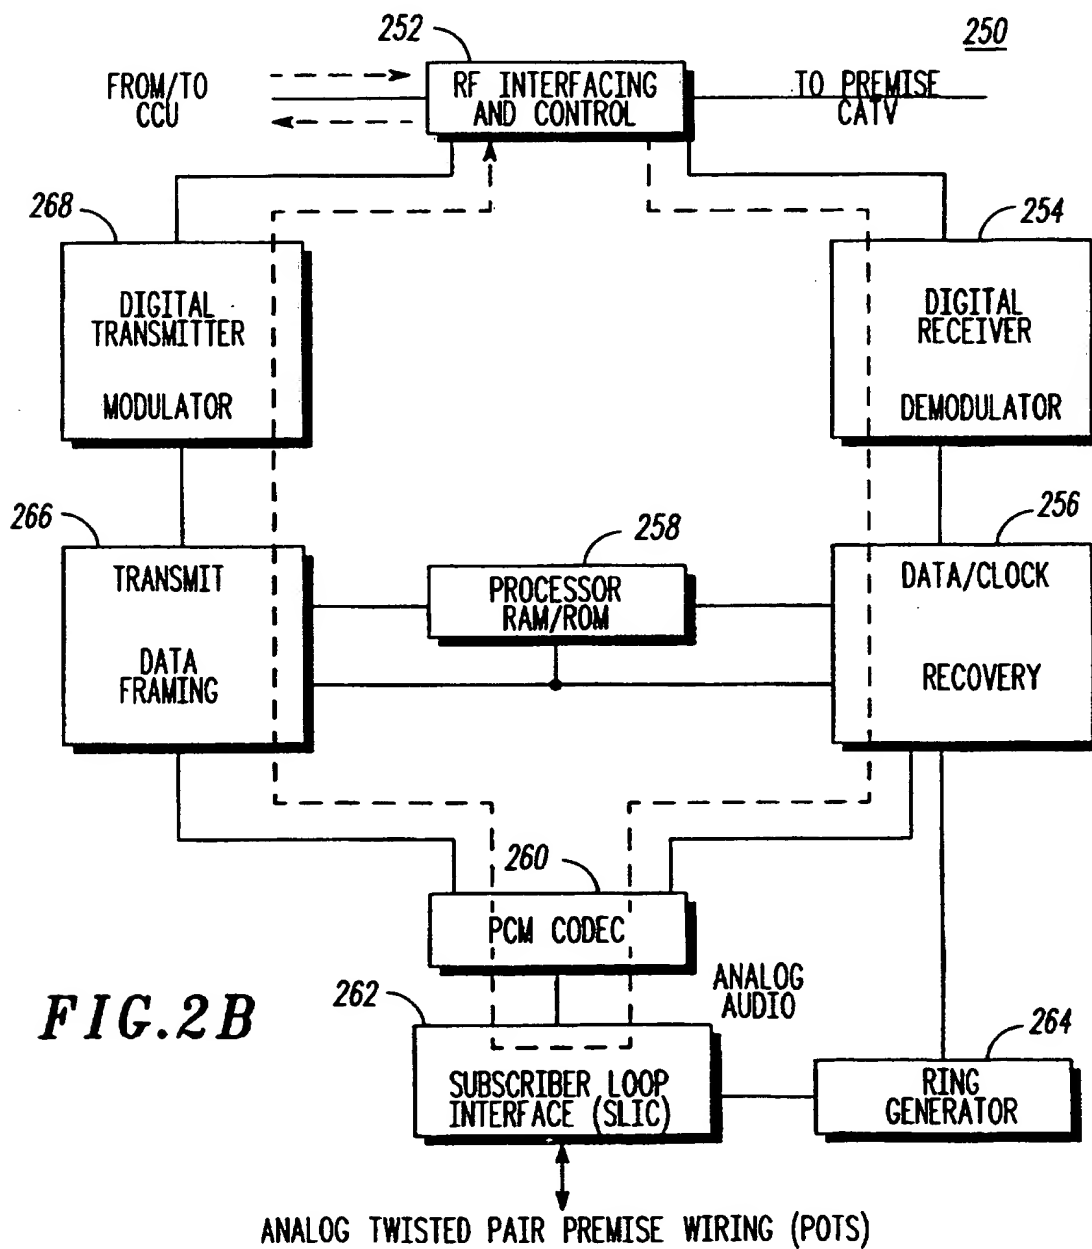 252
250
FROM/TO
CCU
RF INTERFACING
AND CONTROL
TO PREMISE
CATV
268
254
DIGITAL
TRANSMITTER
MODULATOR
DIGITAL
RECEIVER
DEMODULATOR
266
258
256
TRANSMIT
DATA
FRAMING
PROCESSOR
RAM/ROM
DATA/CLOCK
RECOVERY
260
PCM CODEC
ANALOG
AUDIO
FIG.2B
262
264
SUBSCRIBER LOOP
INTERFACE (SLIC)
RING
GENERATOR
ANALOG TWISTED PAIR PREMISE WIRING (POTS)